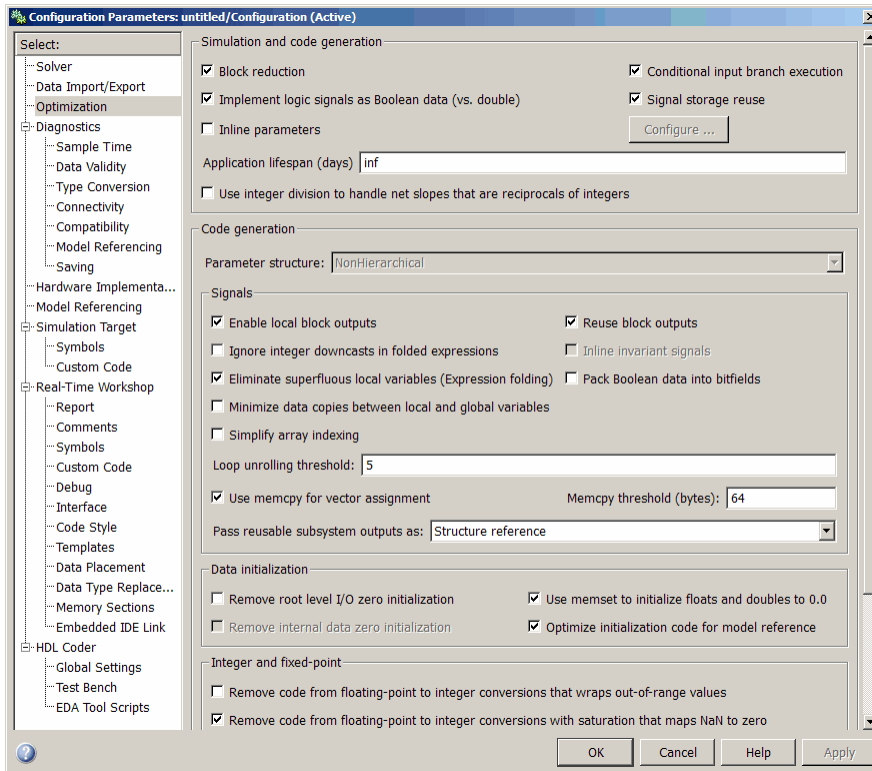 Configuration Parameters: untitled/Configuration (Active)
Select:
Solver
Data Import/Export
Optimization
Diagnostics
Sample Time
Data Validity
Type Conversion
Connectivity
Compatibility
Model Referencing
Saving
Hardware Implementa...
Model Referencing
Simulation Target
Symbols
Custom Code
Real-Time Workshop
Report
Comments
Symbols
Custom Code
Debug
Interface
Code Style
Templates
Data Placement
Data Type Replace...
Memory Sections
Embedded IDE Link
HDL Coder
Global Settings
Test Bench
EDA Tool Scripts
Simulation and code generation
Block reduction
Conditional input branch execution
Implement logic signals as Boolean data (vs. double)
Signal storage reuse
Inline parameters
Configure ...
Application lifespan (days) inf
Use integer division to handle net slopes that are reciprocals of integers
Code generation
Parameter structure: NonHierarchical
Signals
Enable local block outputs
Reuse block outputs
Ignore integer downcasts in folded expressions
Inline invariant signals
Eliminate superfluous local variables (Expression folding)
Pack Boolean data into bitfields
Minimize data copies between local and global variables
Simplify array indexing
Loop unrolling threshold: 5
Use memcpy for vector assignment
Memcpy threshold (bytes): 64
Pass reusable subsystem outputs as: Structure reference
Data initialization
Remove root level I/O zero initialization
Use memset to initialize floats and doubles to 0.0
Remove internal data zero initialization
Optimize initialization code for model reference
Integer and fixed-point
Remove code from floating-point to integer conversions that wraps out-of-range values
Remove code from floating-point to integer conversions with saturation that maps NaN to zero
OK
Cancel
Help
Apply